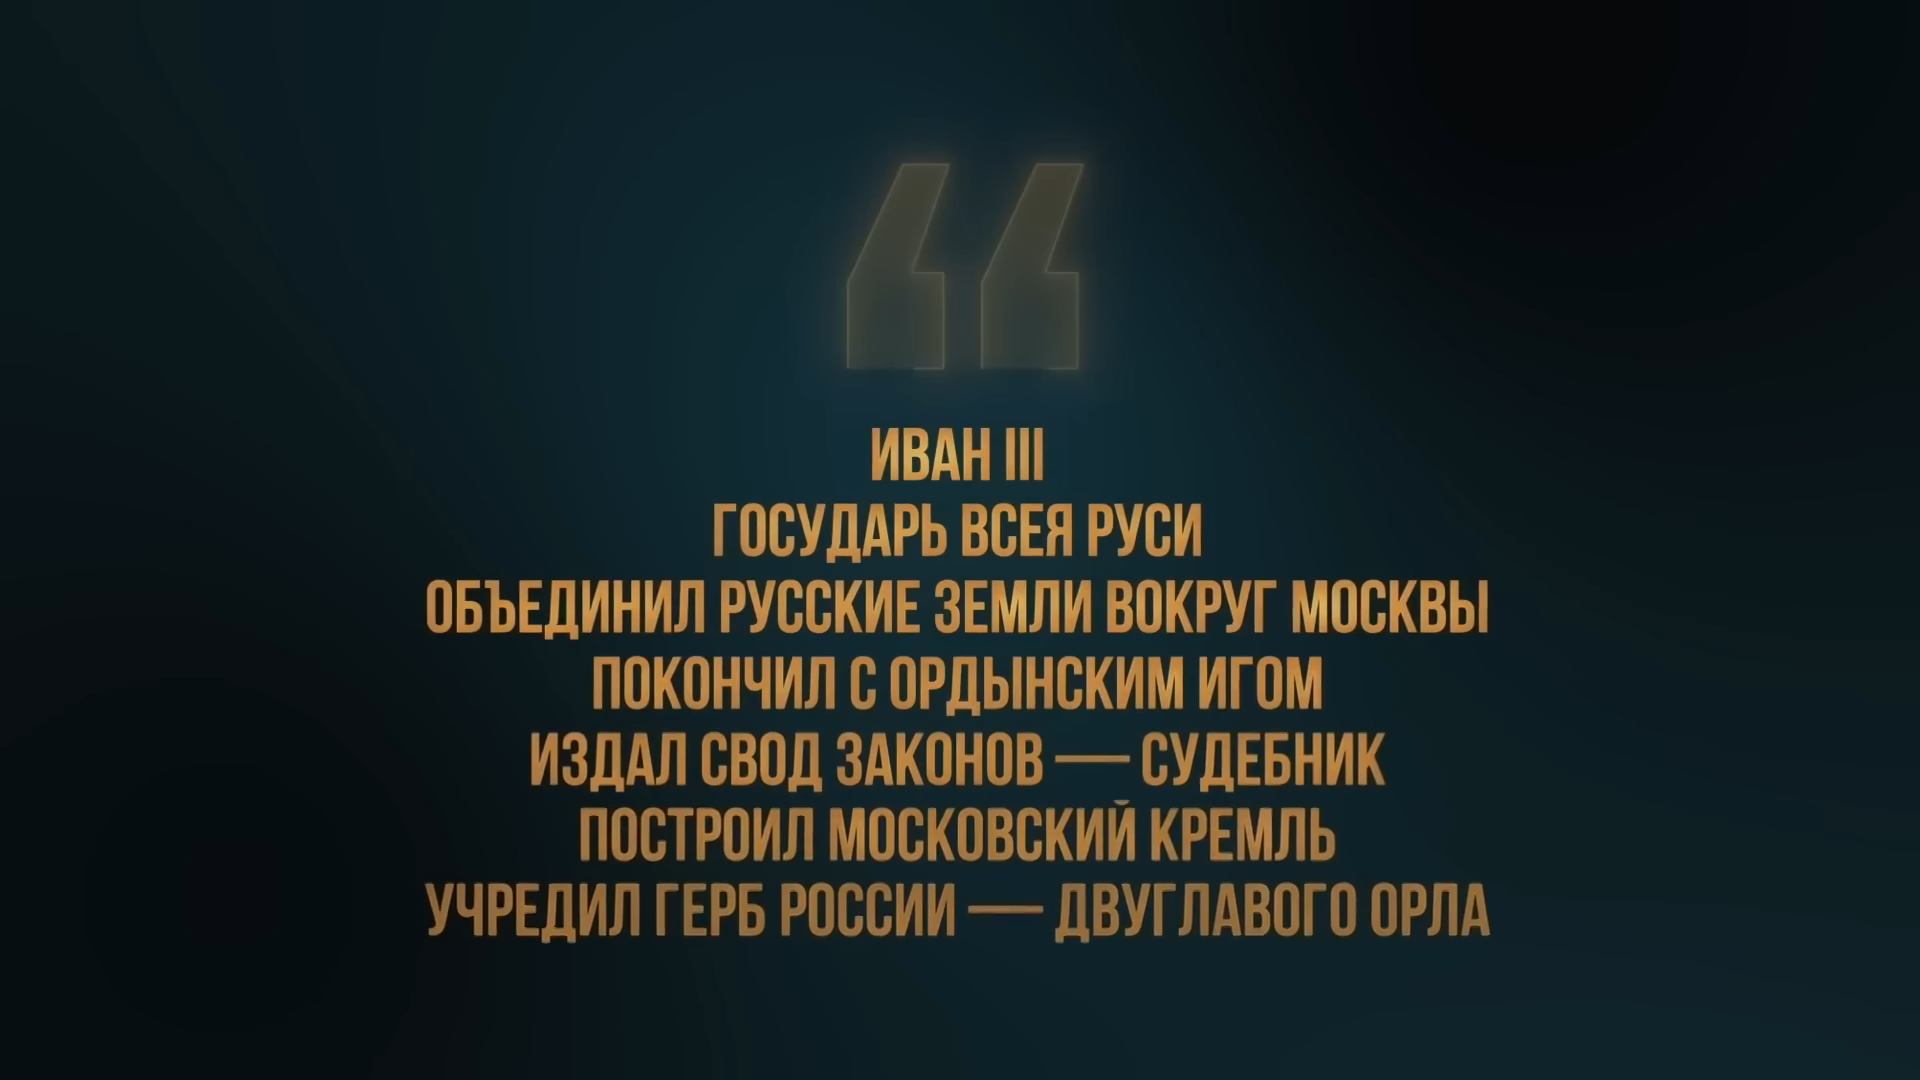 “
ИВАН III
ГОСУДАРЬ ВСЕЯ РУСИ
ОБЪЕДИНИЛ РУССКИЕ ЗЕМЛИ ВОКРУГ МОСКВЫ
ПОКОНЧИЛ С ОРДЫНСКИМ ИГОМ
ИЗДАЛ СВОД ЗАКОНОВ — СУДЕБНИК
ПОСТРОИЛ МОСКОВСКИЙ КРЕМЛЬ
УЧРЕДИЛ ГЕРБ РОССИИ — ДВУГЛАВОГО ОРЛА